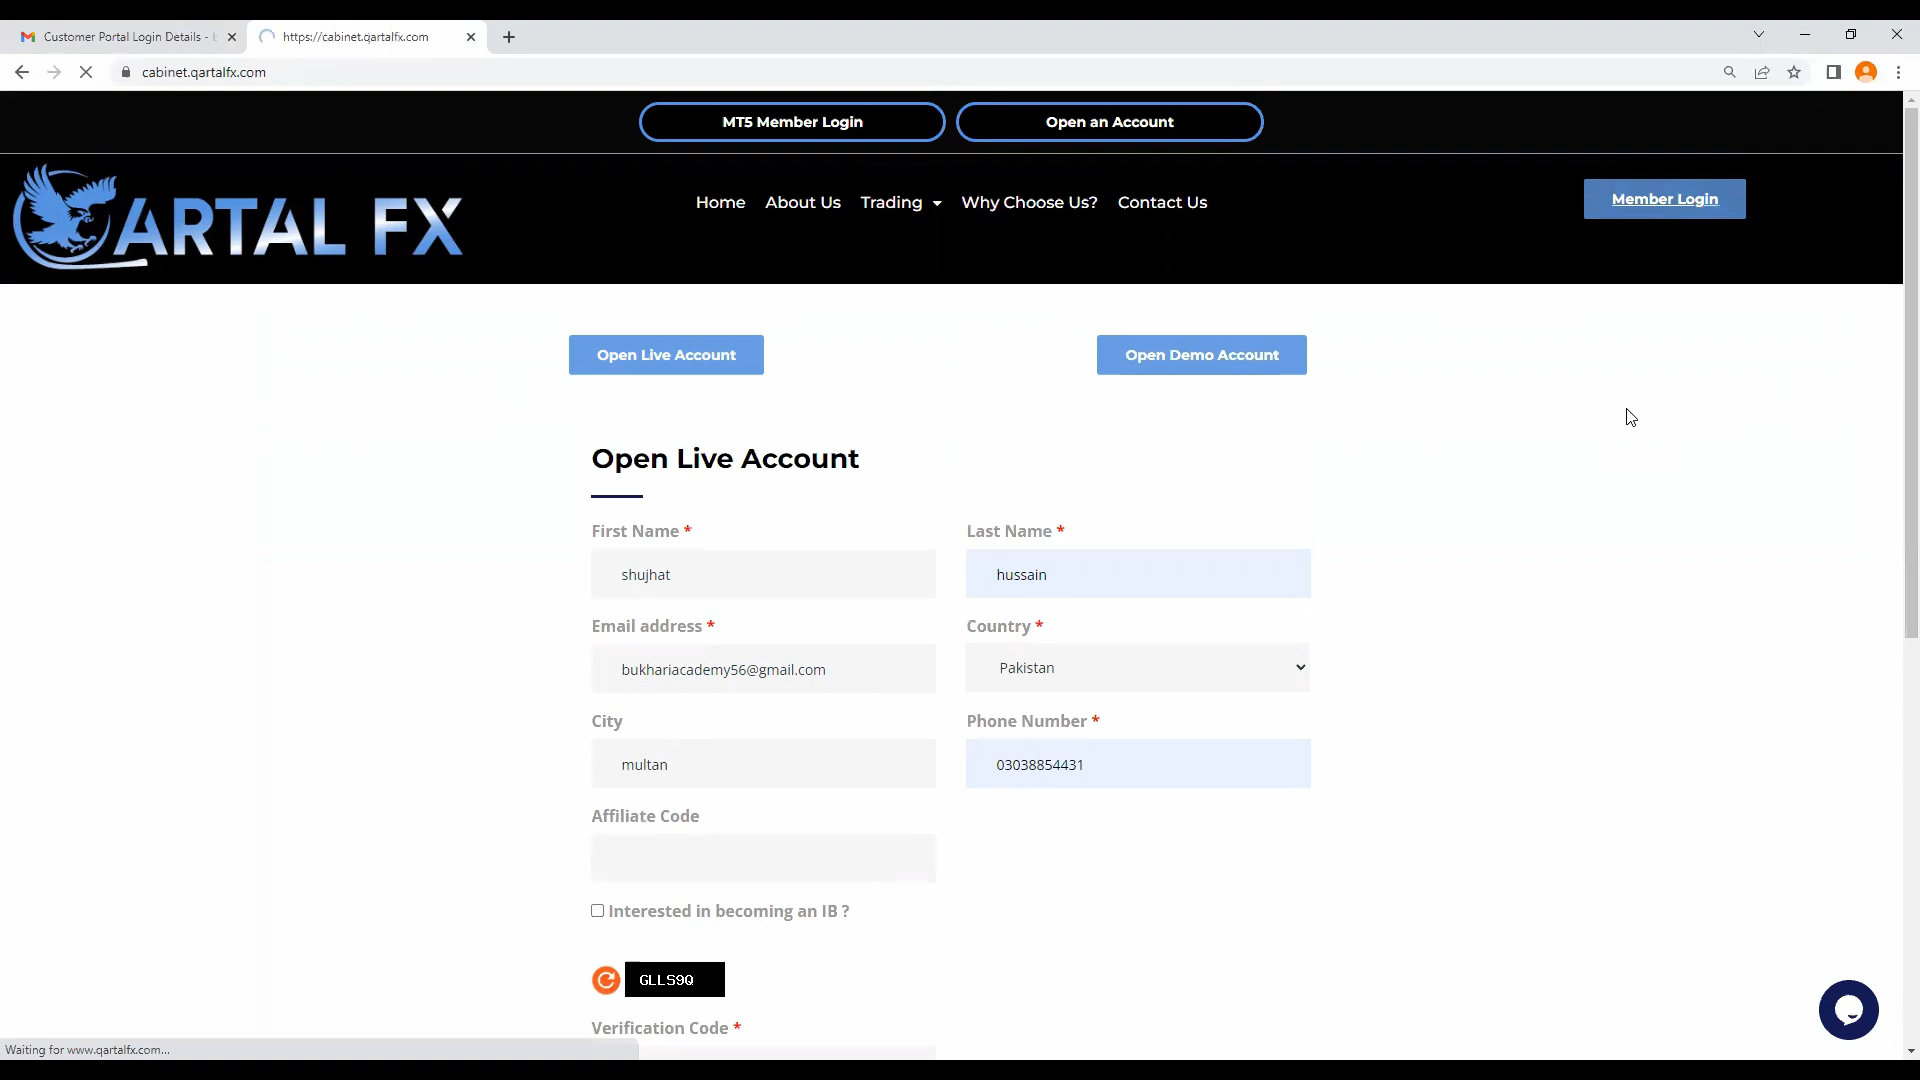 Customer Portal Login Details -
https://cabinet.qartalfx.com
cabinet.qartalfx.com
MT5 Member Login
Open an Account
ARTAL FX
Home
About Us
Trading
Why Choose Us?
Contact Us
Member Login
Open Live Account
Open Demo Account
Open Live Account
First Name *
Last Name *
shujhat
hussain
Email address *
Country *
bukhariacademy56@gmail.com
Pakistan
City
Phone Number *
multan
03038854431
Affiliate Code
Interested in becoming an IB ?
GLLS9Q
Verification Code *
Waiting for www.qartalfx.com...